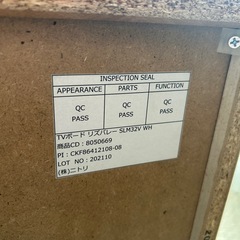 INSPECTION SEAL
APPEARANCE PARTS FUNCTION
QC PASS QC PASS QC PASS
TVボード リズバレー SLM32V WH
商品CD : 8050669
PI : CKF86412108-08
LOT NO : 202110
(株)ニトリ